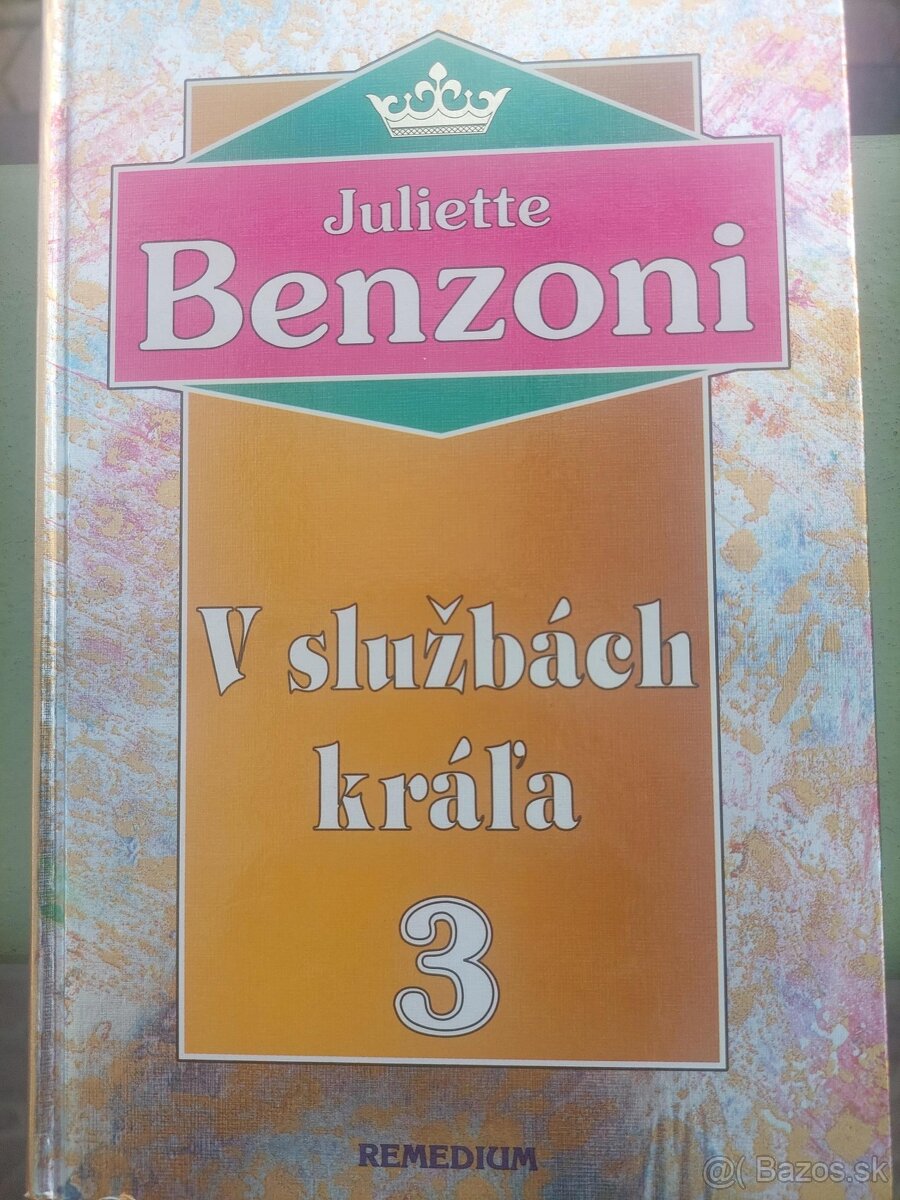 Juliette
Benzoni
V službách
kráľa
3
REMEDIUM
@( Bazos.sk